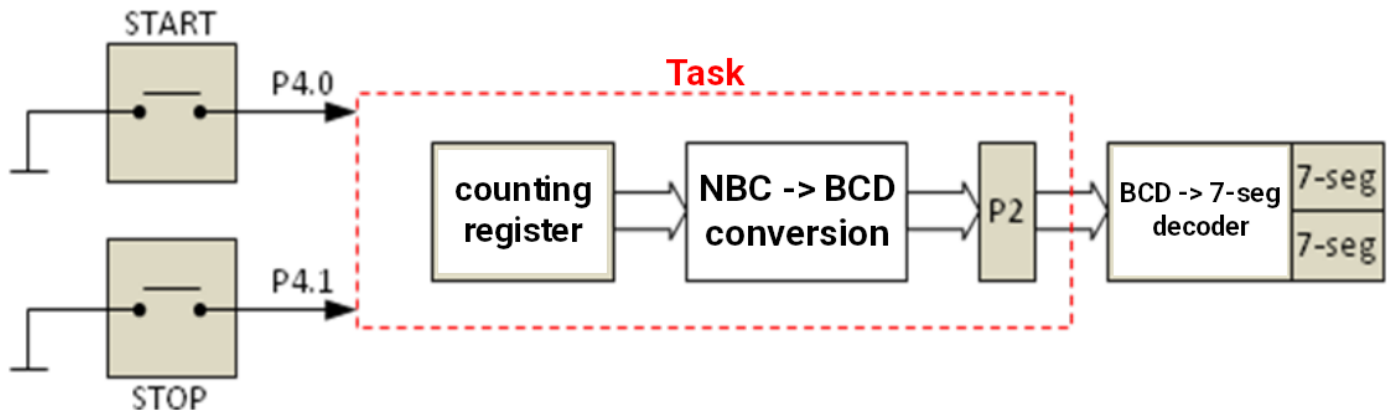 START
P4.0
Task
counting
register
NBC -> BCD
conversion
P2
BCD -> 7-seg
decoder
7-seg
7-seg
P4.1
STOP